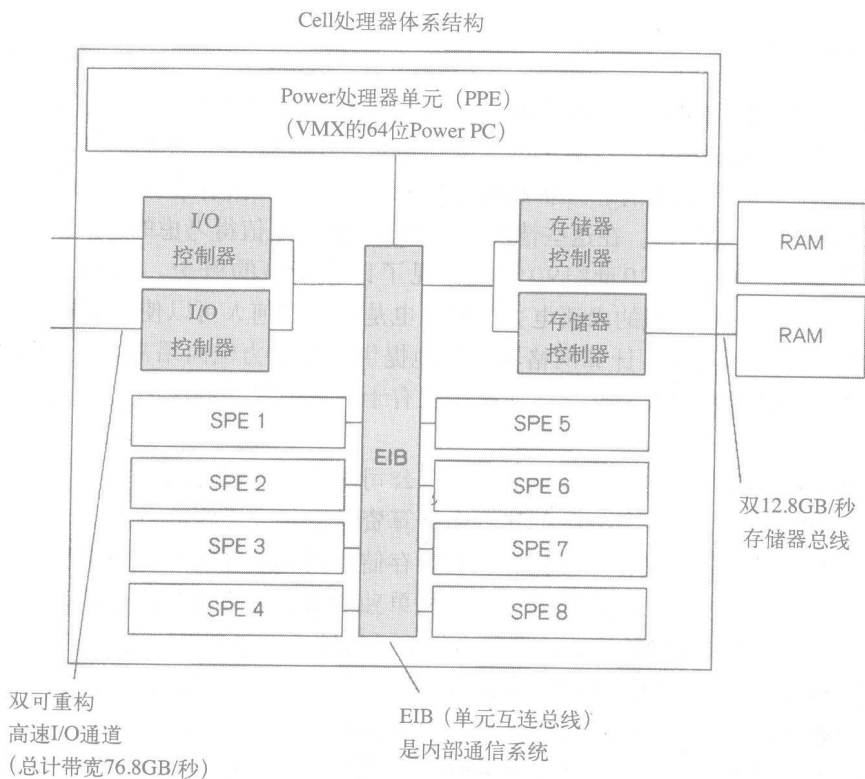 Cell处理器体系结构
Power处理器单元（PPE）
（VMX的64位Power PC）
I/O
控制器
I/O
控制器
存储器
控制器
存储器
控制器
RAM
RAM
SPE 1
SPE 2
SPE 3
SPE 4
EIB
SPE 5
SPE 6
SPE 7
SPE 8
双12.8GB/秒
存储器总线
双可重构
高速I/O通道
（总计带宽76.8GB/秒）
EIB（单元互连总线）
是内部通信系统